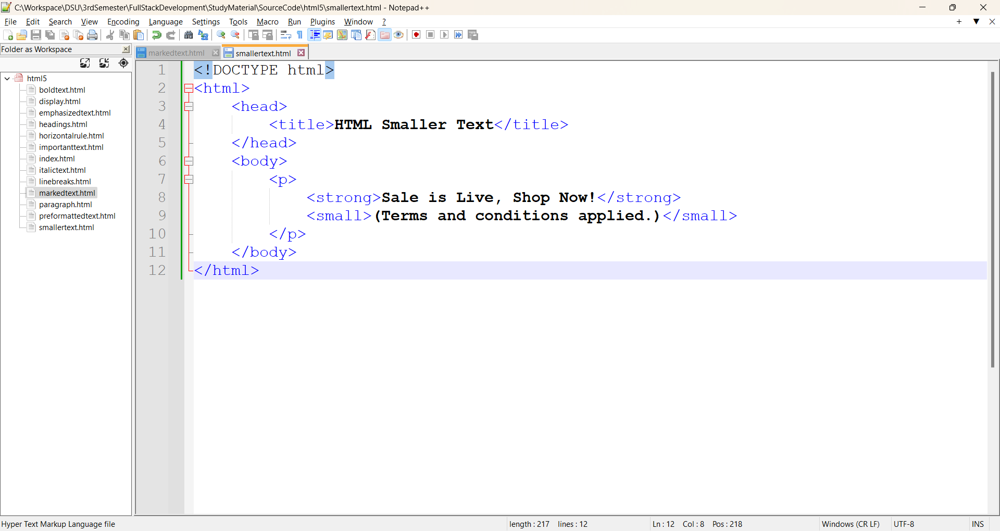 C:\Workspace\DSU\3rdSemester\FullStackDevelopment\StudyMaterial\SourceCode\html5\smallertext.html - Notepad++
File Edit Search View Encoding Language Settings Tools Macro Run Plugins Window ?
Folder as Workspace
markedtext.html
smallertext.html
html5
boldtext.html
display.html
emphasizedtext.html
headings.html
horizontalrule.html
importanttext.html
index.html
italictext.html
linebreaks.html
markedtext.html
paragraph.html
preformattedtext.html
smallertext.html
1 <!DOCTYPE html>
2 <html>
3 <head>
4 <title>HTML Smaller Text</title>
5 </head>
6 <body>
7 <p>
8 <strong>Sale is Live, Shop Now!</strong>
9 <small>(Terms and conditions applied.)</small>
10 </p>
11 </body>
12 </html>
Hyper Text Markup Language file length : 217 lines : 12 Ln : 12 Col : 8 Pos : 218 Windows (CR LF) UTF-8 INS